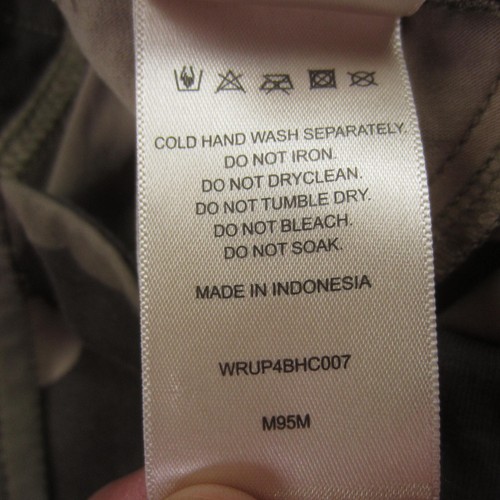 COLD HAND WASH SEPARATELY.
DO NOT IRON.
DO NOT DRYCLEAN.
DO NOT TUMBLE DRY.
DO NOT BLEACH.
DO NOT SOAK.
MADE IN INDONESIA
WRUP4BHC007
M95M